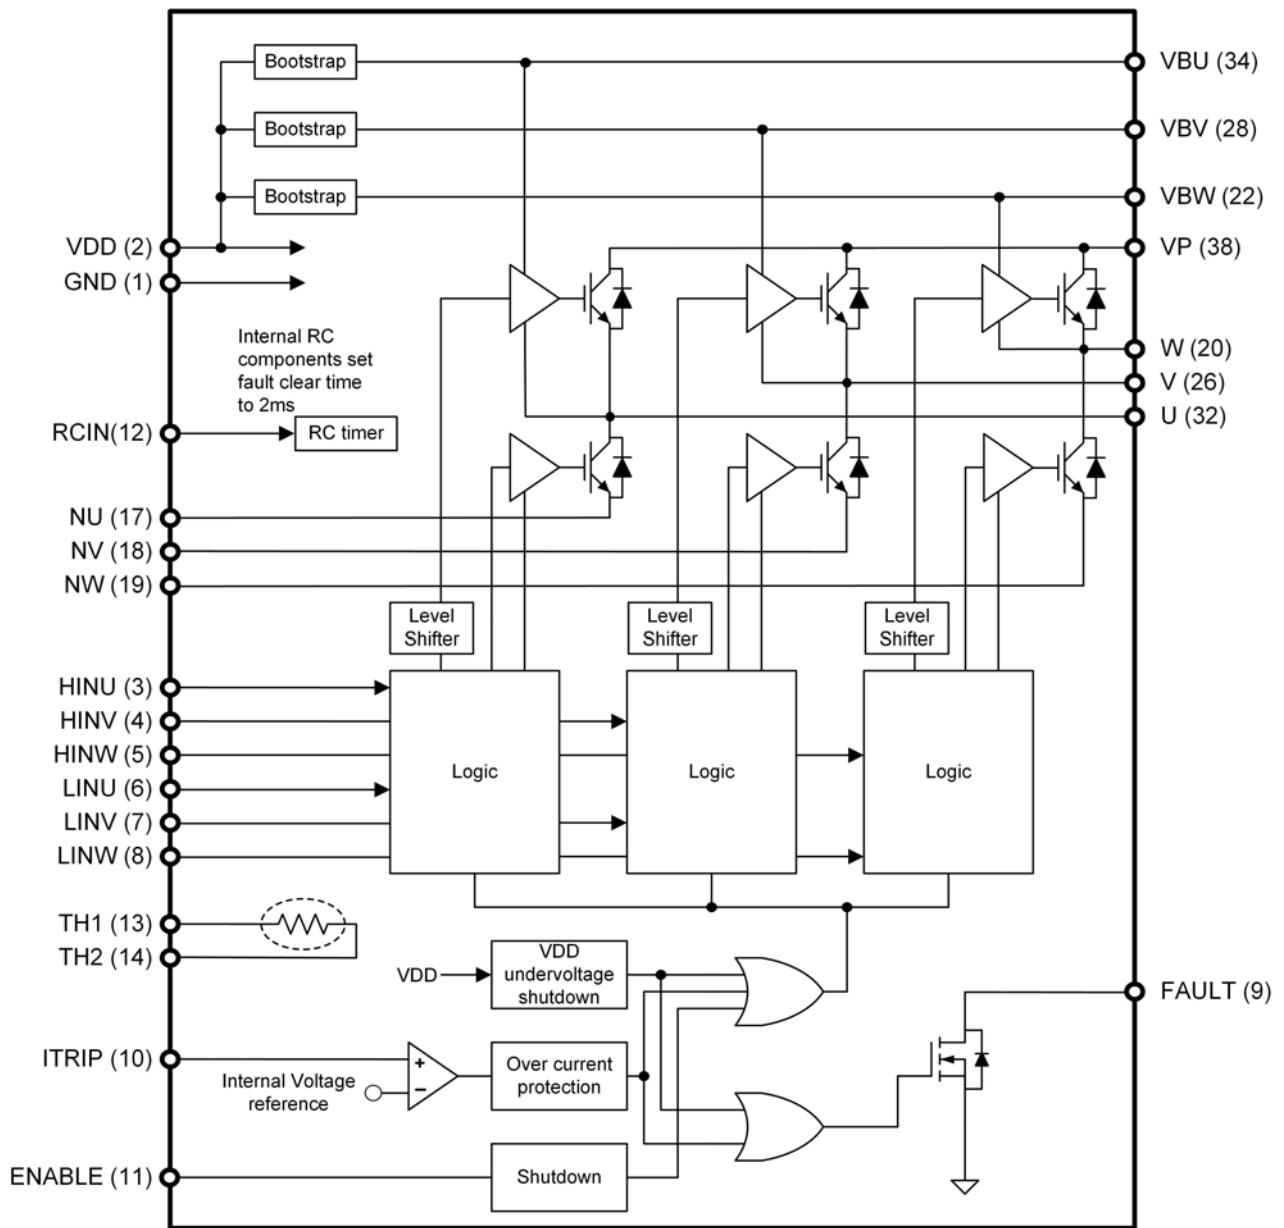 Bootstrap
VBU (34)
Bootstrap
VBV (28)
Bootstrap
VBW (22)
VDD (2)
VP (38)
GND (1)
Internal RC
components set
fault clear time
to 2ms
W (20)
V (26)
U (32)
RCIN(12)
RC timer
NU (17)
NV (18)
NW (19)
Level
Shifter
Level
Shifter
Level
Shifter
HINU (3)
HINV (4)
HINW (5)
LINU (6)
LINV (7)
LINW (8)
Logic
Logic
Logic
TH1 (13)
TH2 (14)
VDD
VDD
undervoltage
shutdown
FAULT (9)
ITRIP (10)
+
−
Internal Voltage
reference
Over current
protection
ENABLE (11)
Shutdown